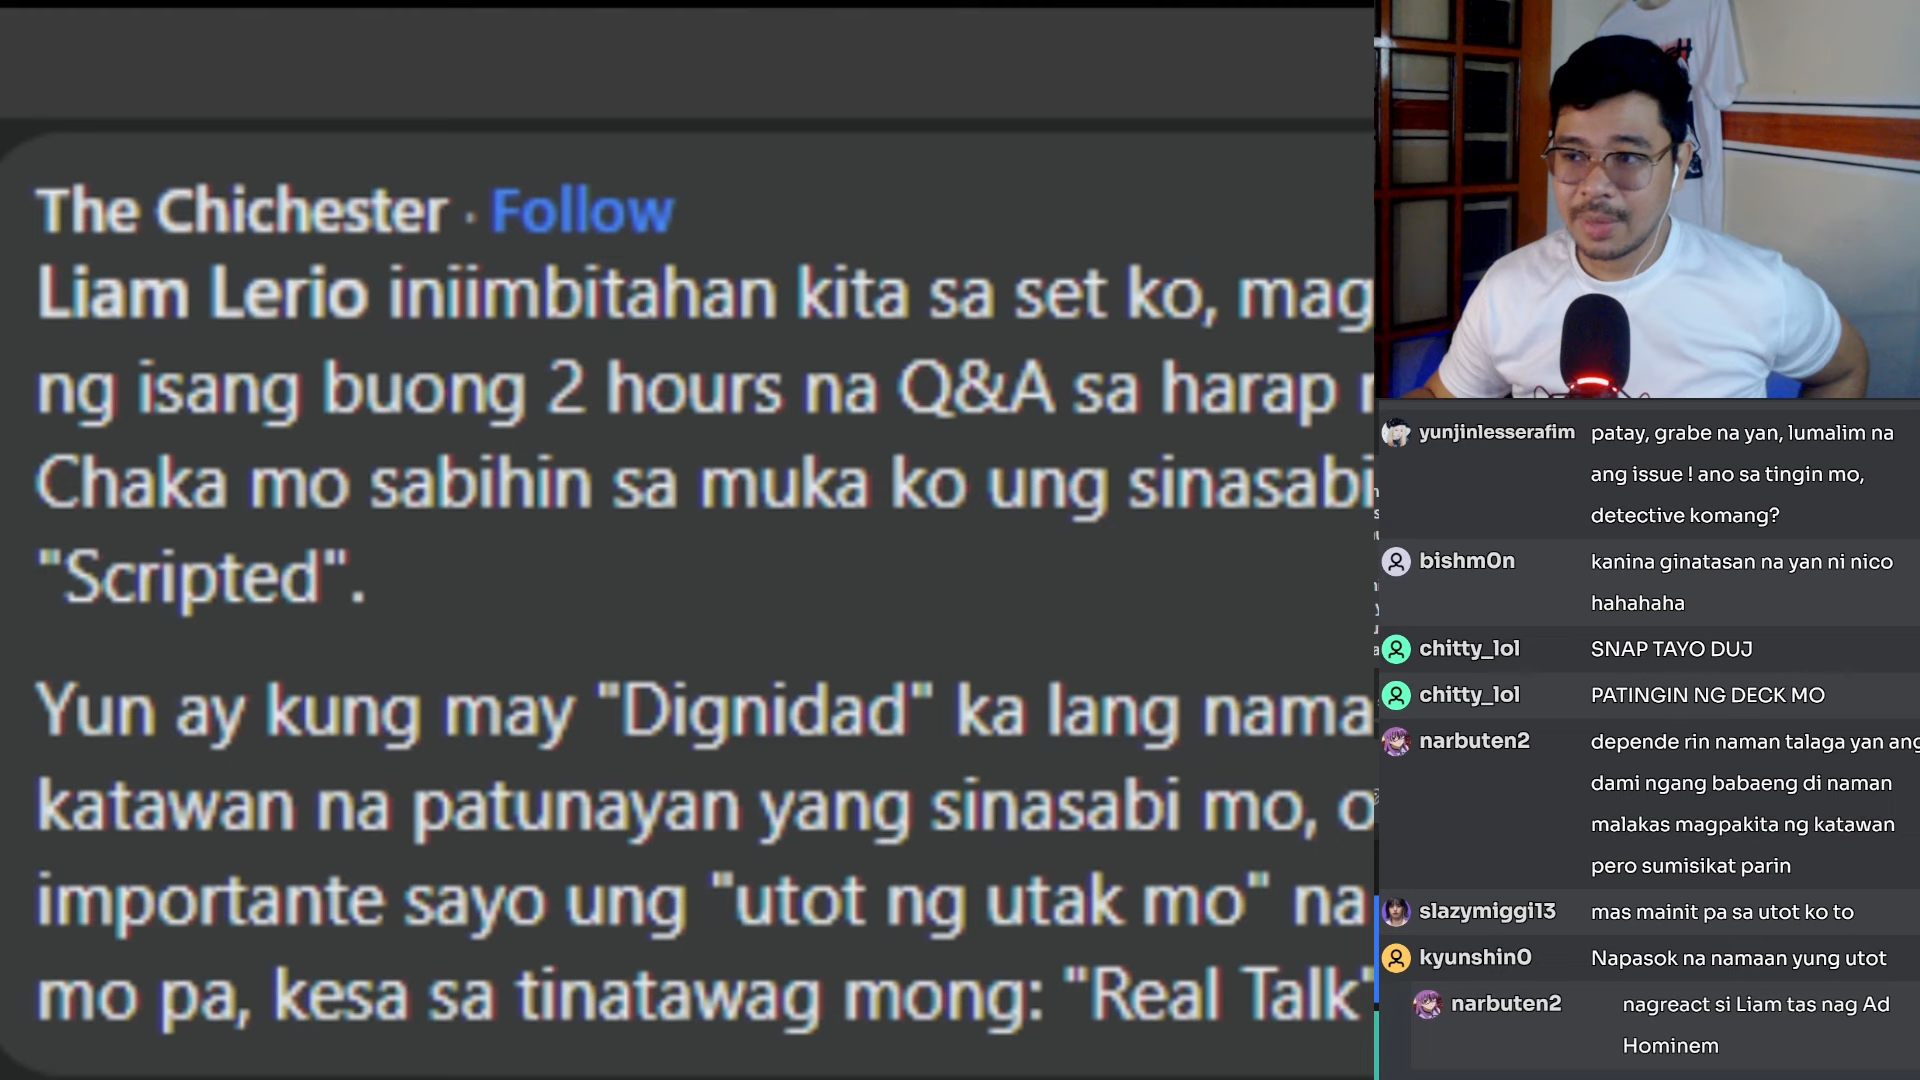 The Chichester · Follow
Liam Lerio iniimbitahan kita sa set ko, mag
ng isang buong 2 hours na Q&A sa harap
Chaka mo sabihin sa muka ko ung sinasabi
"Scripted".
Yun ay kung may "Dignidad" ka lang nama
katawan na patunayan yang sinasabi mo, o
importante sayo ung "utot ng utak mo" na
mo pa, kesa sa tinatawag mong: "Real Talk"
yunjinlesserafim patay, grabe na yan, lumalim na
ang issue ! ano sa tingin mo,
detective komang?
bishm0n kanina ginatasan na yan ni nico
hahahaha
chitty_lol SNAP TAYO DUJ
chitty_lol PATINGIN NG DECK MO
narbuten2 depende rin naman talaga yan ang
dami ngang babaeng di naman
malakas magpakita ng katawan
pero sumisikat parin
slazymiggi13 mas mainit pa sa utot ko to
kyunshin0 Napasok na namaan yung utot
narbuten2 nagreact si Liam tas nag Ad
Hominem